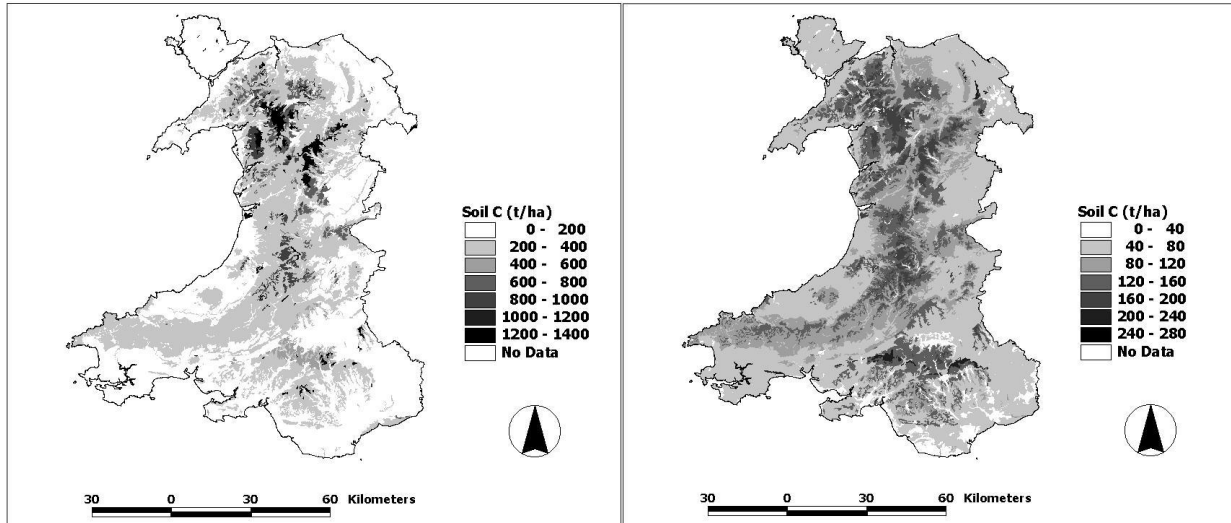 Soil C (t/ha)
0 - 200
200 - 400
400 - 600
600 - 800
800 - 1000
1000 - 1200
1200 - 1400
No Data
30 0 30 60 Kilometers
Soil C (t/ha)
0 - 40
40 - 80
80 - 120
120 - 160
160 - 200
200 - 240
240 - 280
No Data
30 0 30 60 Kilometers